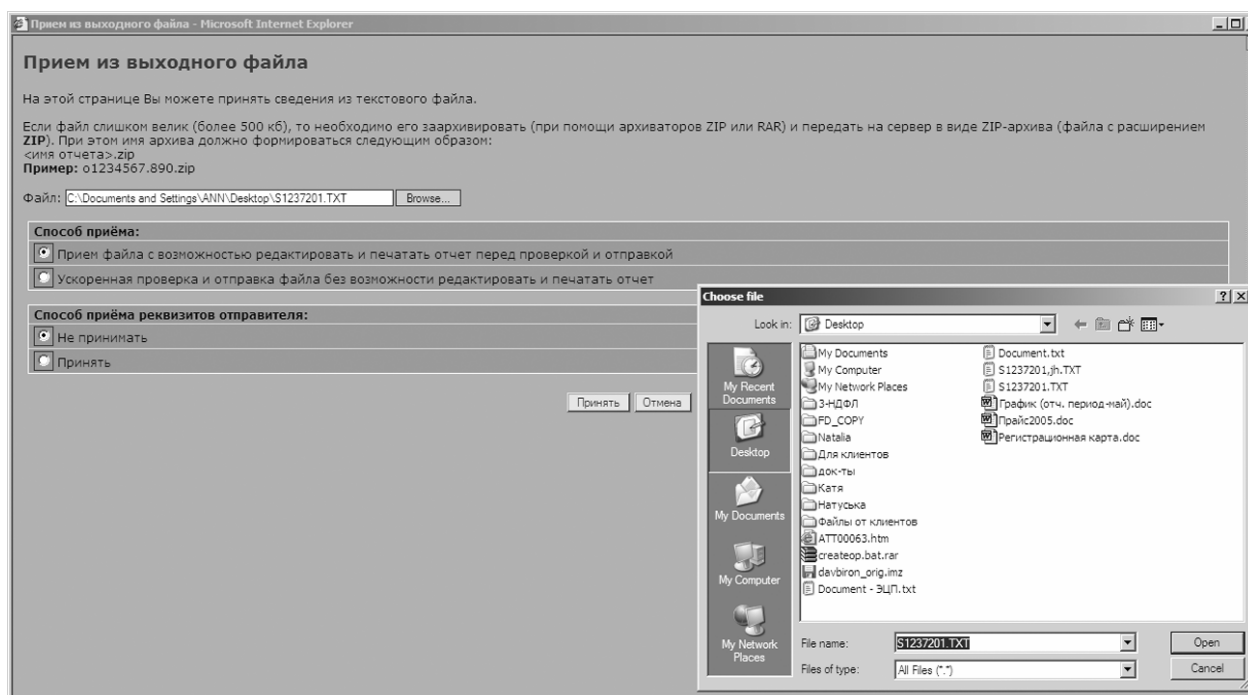 Прием из выходного файла - Microsoft Internet Explorer
Прием из выходного файла
На этой странице Вы можете принять сведения из текстового файла.
Если файл слишком велик (более 500 кб), то необходимо его заархивировать (при помощи архиваторов ZIP или RAR) и передать на сервер в виде ZIP-архива (файла с расширением
ZIP). При этом имя архива должно формироваться следующим образом:
<имя отчета>.zip
Пример: o1234567.890.zip
Файл: C:\Documents and Settings\ANN\Desktop\S1237201.TXT Browse...
Способ приёма:
Прием файла с возможностью редактировать и печатать отчет перед проверкой и отправкой
Ускоренная проверка и отправка файла без возможности редактировать и печатать отчет
Способ приёма реквизитов отправителя:
Не принимать
Принять
Принять Отмена
Choose file
Look in: Desktop
My Recent
Documents
Desktop
My Documents
My Computer
My Network
Places
My Documents
My Computer
My Network Places
3-НДФЛ
FD_COPY
Natalia
Для клиентов
док-ты
Катя
Натуська
Файлы от клиентов
ATT00063.htm
createop.bat.rar
davbiron_orig.imz
Document - ЭЦП.txt
Document.txt
S1237201,jh.TXT
S1237201.TXT
График (отч. период-май).doc
Прайс2005.doc
Регистрационная карта.doc
File name: S1237201.TXT Open
Files of type: All Files (*.*) Cancel